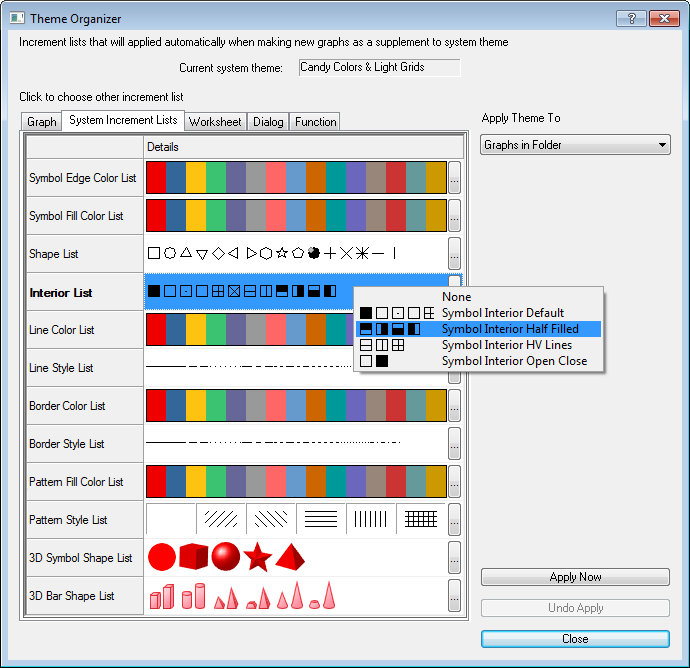 Theme Organizer
Increment lists that will applied automatically when making new graphs as a supplement to system theme
Current system theme: Candy Colors & Light Grids
Click to choose other increment list
Graph System Increment Lists Worksheet Dialog Function
Apply Theme To
Graphs in Folder
Details
Symbol Edge Color List ...
Symbol Fill Color List ...
Shape List ...
Interior List
None
Symbol Interior Default
Symbol Interior Half Filled
Symbol Interior HV Lines
Symbol Interior Open Close
Line Color List
Line Style List
Border Color List ...
Border Style List ...
Pattern Fill Color List ...
Pattern Style List ...
3D Symbol Shape List ...
3D Bar Shape List ...
Apply Now
Undo Apply
Close